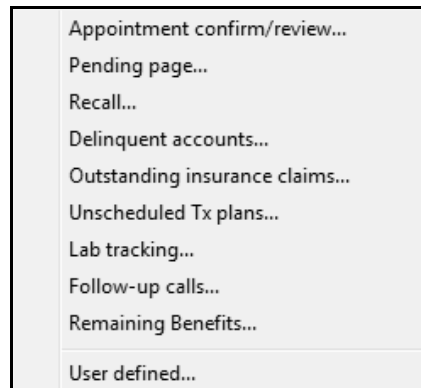 Appointment confirm/review...
Pending page...
Recall...
Delinquent accounts...
Outstanding insurance claims...
Unscheduled Tx plans...
Lab tracking...
Follow-up calls...
Remaining Benefits...
User defined...